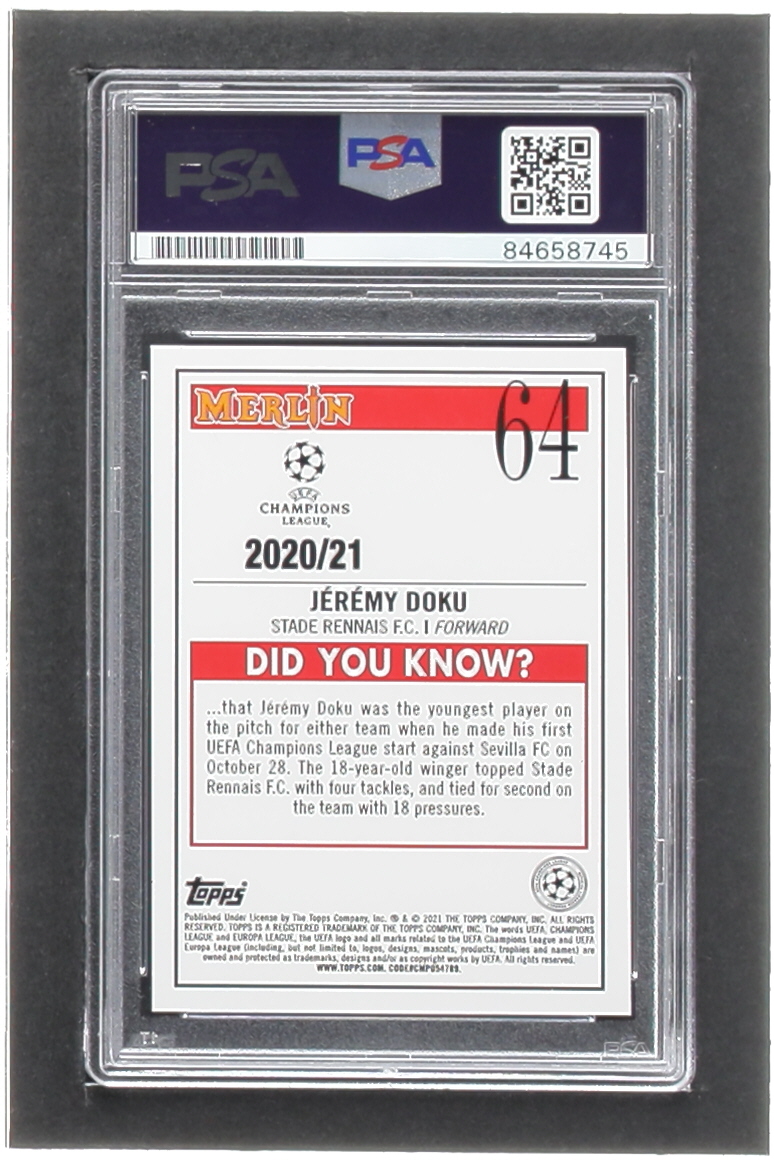 PSA PSA
84658745
MERLIN 64
UEFA
CHAMPIONS
LEAGUE
2020/21
JÉRÉMY DOKU
STADE RENNAIS F.C. I FORWARD
DID YOU KNOW?
...that Jérémy Doku was the youngest player on
the pitch for either team when he made his first
UEFA Champions League start against Sevilla FC on
October 28. The 18-year-old winger topped Stade
Rennais F.C. with four tackles, and tied for second on
the team with 18 pressures.
topps
Published Under License by The Topps Company, Inc. ® & © 2021 THE TOPPS COMPANY, INC. ALL RIGHTS
RESERVED. TOPPS IS A REGISTERED TRADEMARK OF THE TOPPS COMPANY, INC. The words UEFA, CHAMPIONS
LEAGUE and EUROPA LEAGUE, the UEFA logo and all marks related to the UEFA Champions League and UEFA
Europa League (including, but not limited to, logos, designs, mascots, products, trophies and names) are
owned and protected as trademarks, designs and/or as copyright works by UEFA. All rights reserved.
WWW.TOPPS.COM. CODE#CMP054789.
PSA